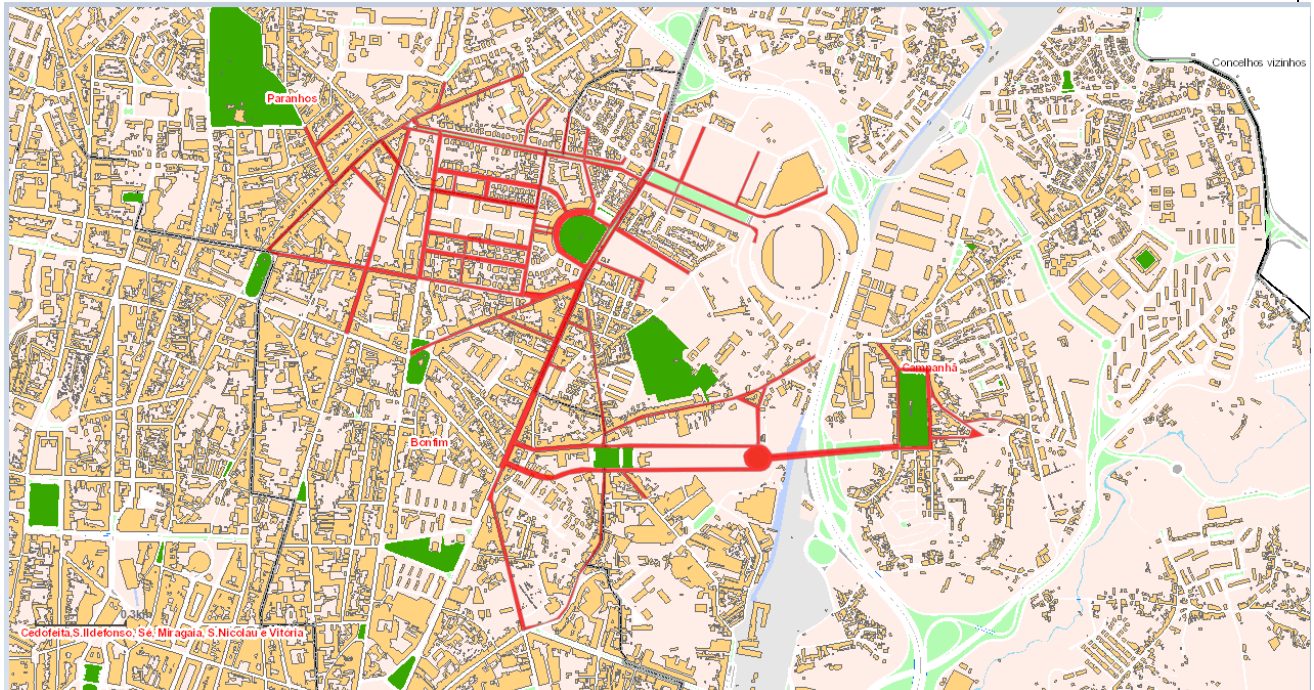 Concelhos vizinhos
Paranhos
Campanhã
Bonfim
0.3km
Cedofeita,S.Ildefonso, Sé, Miragaia, S.Nicolau e Vitória